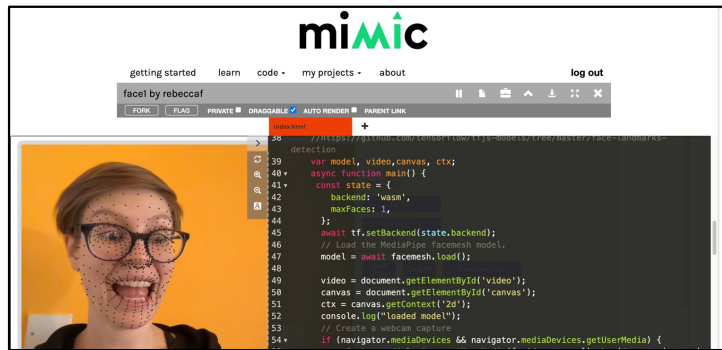 mimic
getting started learn code my projects about log out
face1 by rebeccaf
FORK FLAG PRIVATE DRAGGABLE AUTO RENDER PARENT LINK
index.html +
38 //https://github.com/tensorflow/tfjs-models/tree/master/face-landmarks-
detection
39 var model, video,canvas, ctx;
40 async function main() {
41 const state = {
42 backend: 'wasm',
43 maxFaces: 1,
44 };
45 await tf.setBackend(state.backend);
46 // Load the MediaPipe facemesh model.
47 model = await facemesh.load();
48
49 video = document.getElementById('video');
50 canvas = document.getElementById('canvas');
51 ctx = canvas.getContext('2d');
52 console.log("loaded model");
53 // Create a webcam capture
54 if (navigator.mediaDevices && navigator.mediaDevices.getUserMedia) {